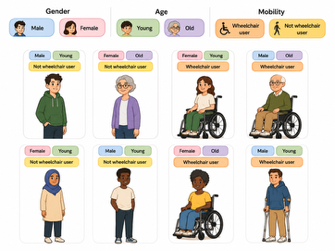 Gender
Age
Mobility
Male
Female
Young
Old
Wheelchair user
Not wheelchair user
Male Young
Not wheelchair user
Female Old
Not wheelchair user
Female Young
Wheelchair user
Male Old
Wheelchair user
Female Young
Not wheelchair user
Male Young
Not wheelchair user
Female Old
Wheelchair user
Male Young
Wheelchair user